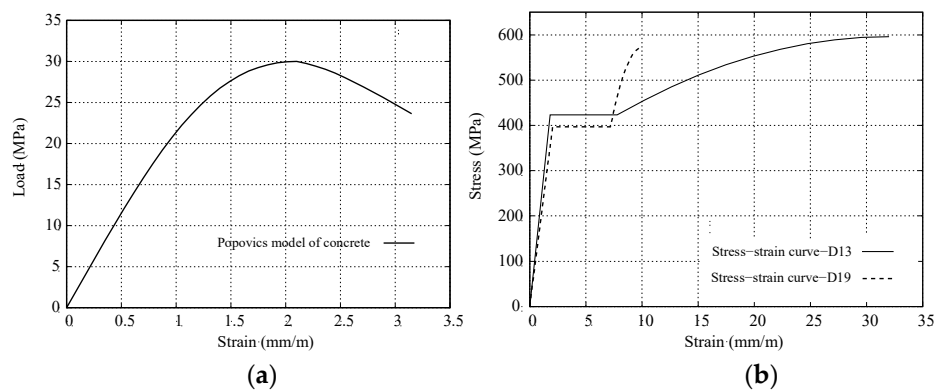 35
30
25
20
15
10
5
0
Load (MPa)
Popovics model of concrete
0 0.5 1 1.5 2 2.5 3 3.5
Strain (mm/m)
(a)
600
500
400
300
200
100
0
Stress (MPa)
Stress-strain curve-D13
Stress-strain curve-D19
0 5 10 15 20 25 30 35
Strain (mm/m)
(b)